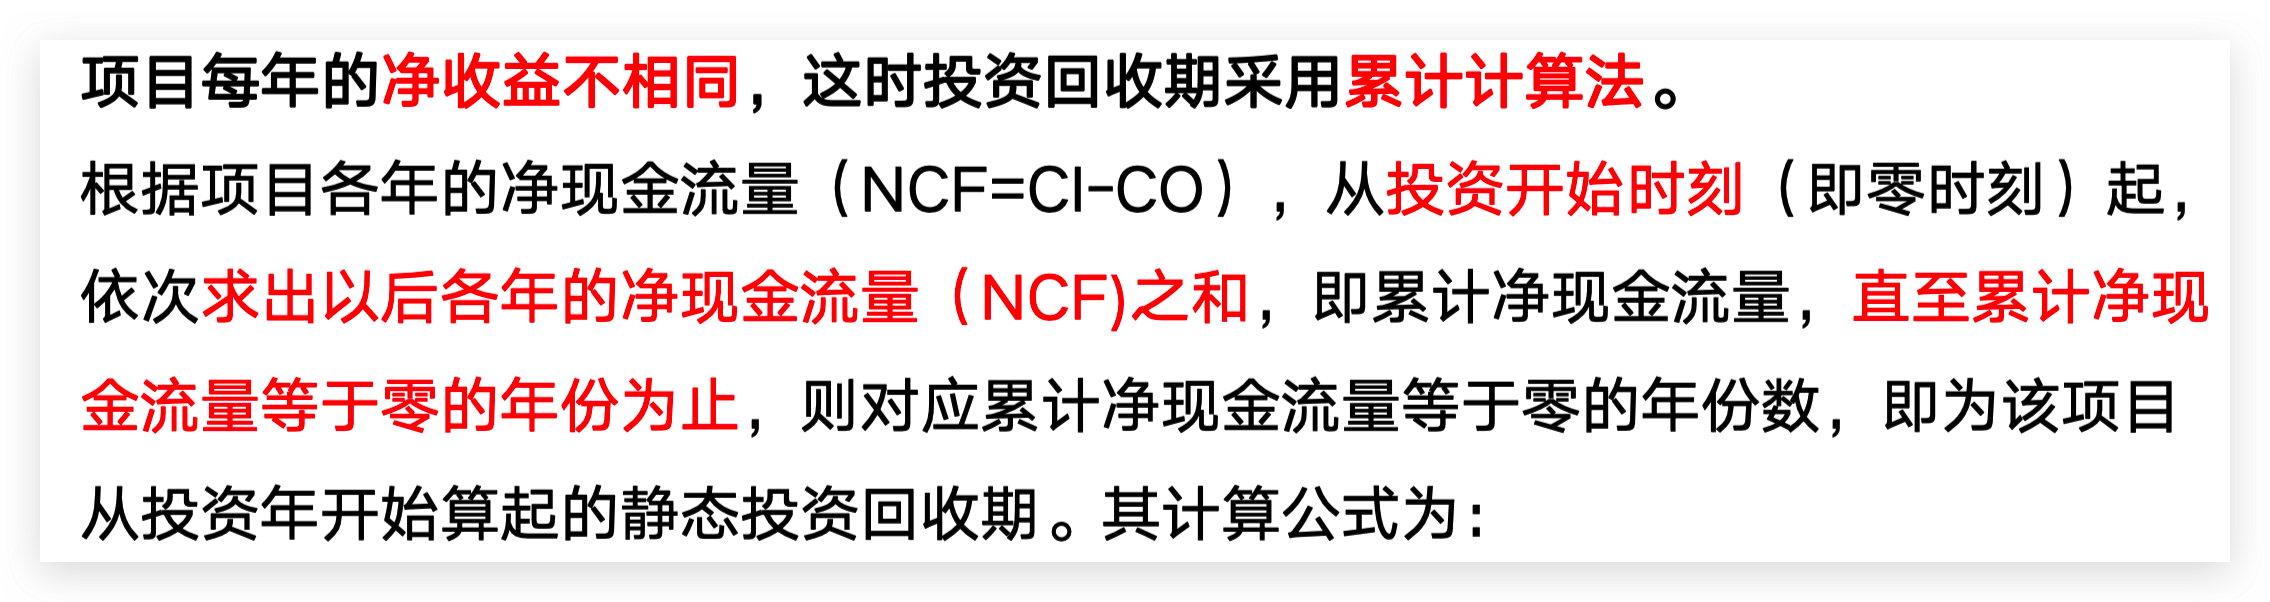 项目每年的净收益不相同，这时投资回收期采用累计计算法。
根据项目各年的净现金流量（NCF=CI-CO），从投资开始时刻（即零时刻）起，
依次求出以后各年的净现金流量（NCF)之和，即累计净现金流量，直至累计净现
金流量等于零的年份为止，则对应累计净现金流量等于零的年份数，即为该项目
从投资年开始算起的静态投资回收期。其计算公式为：